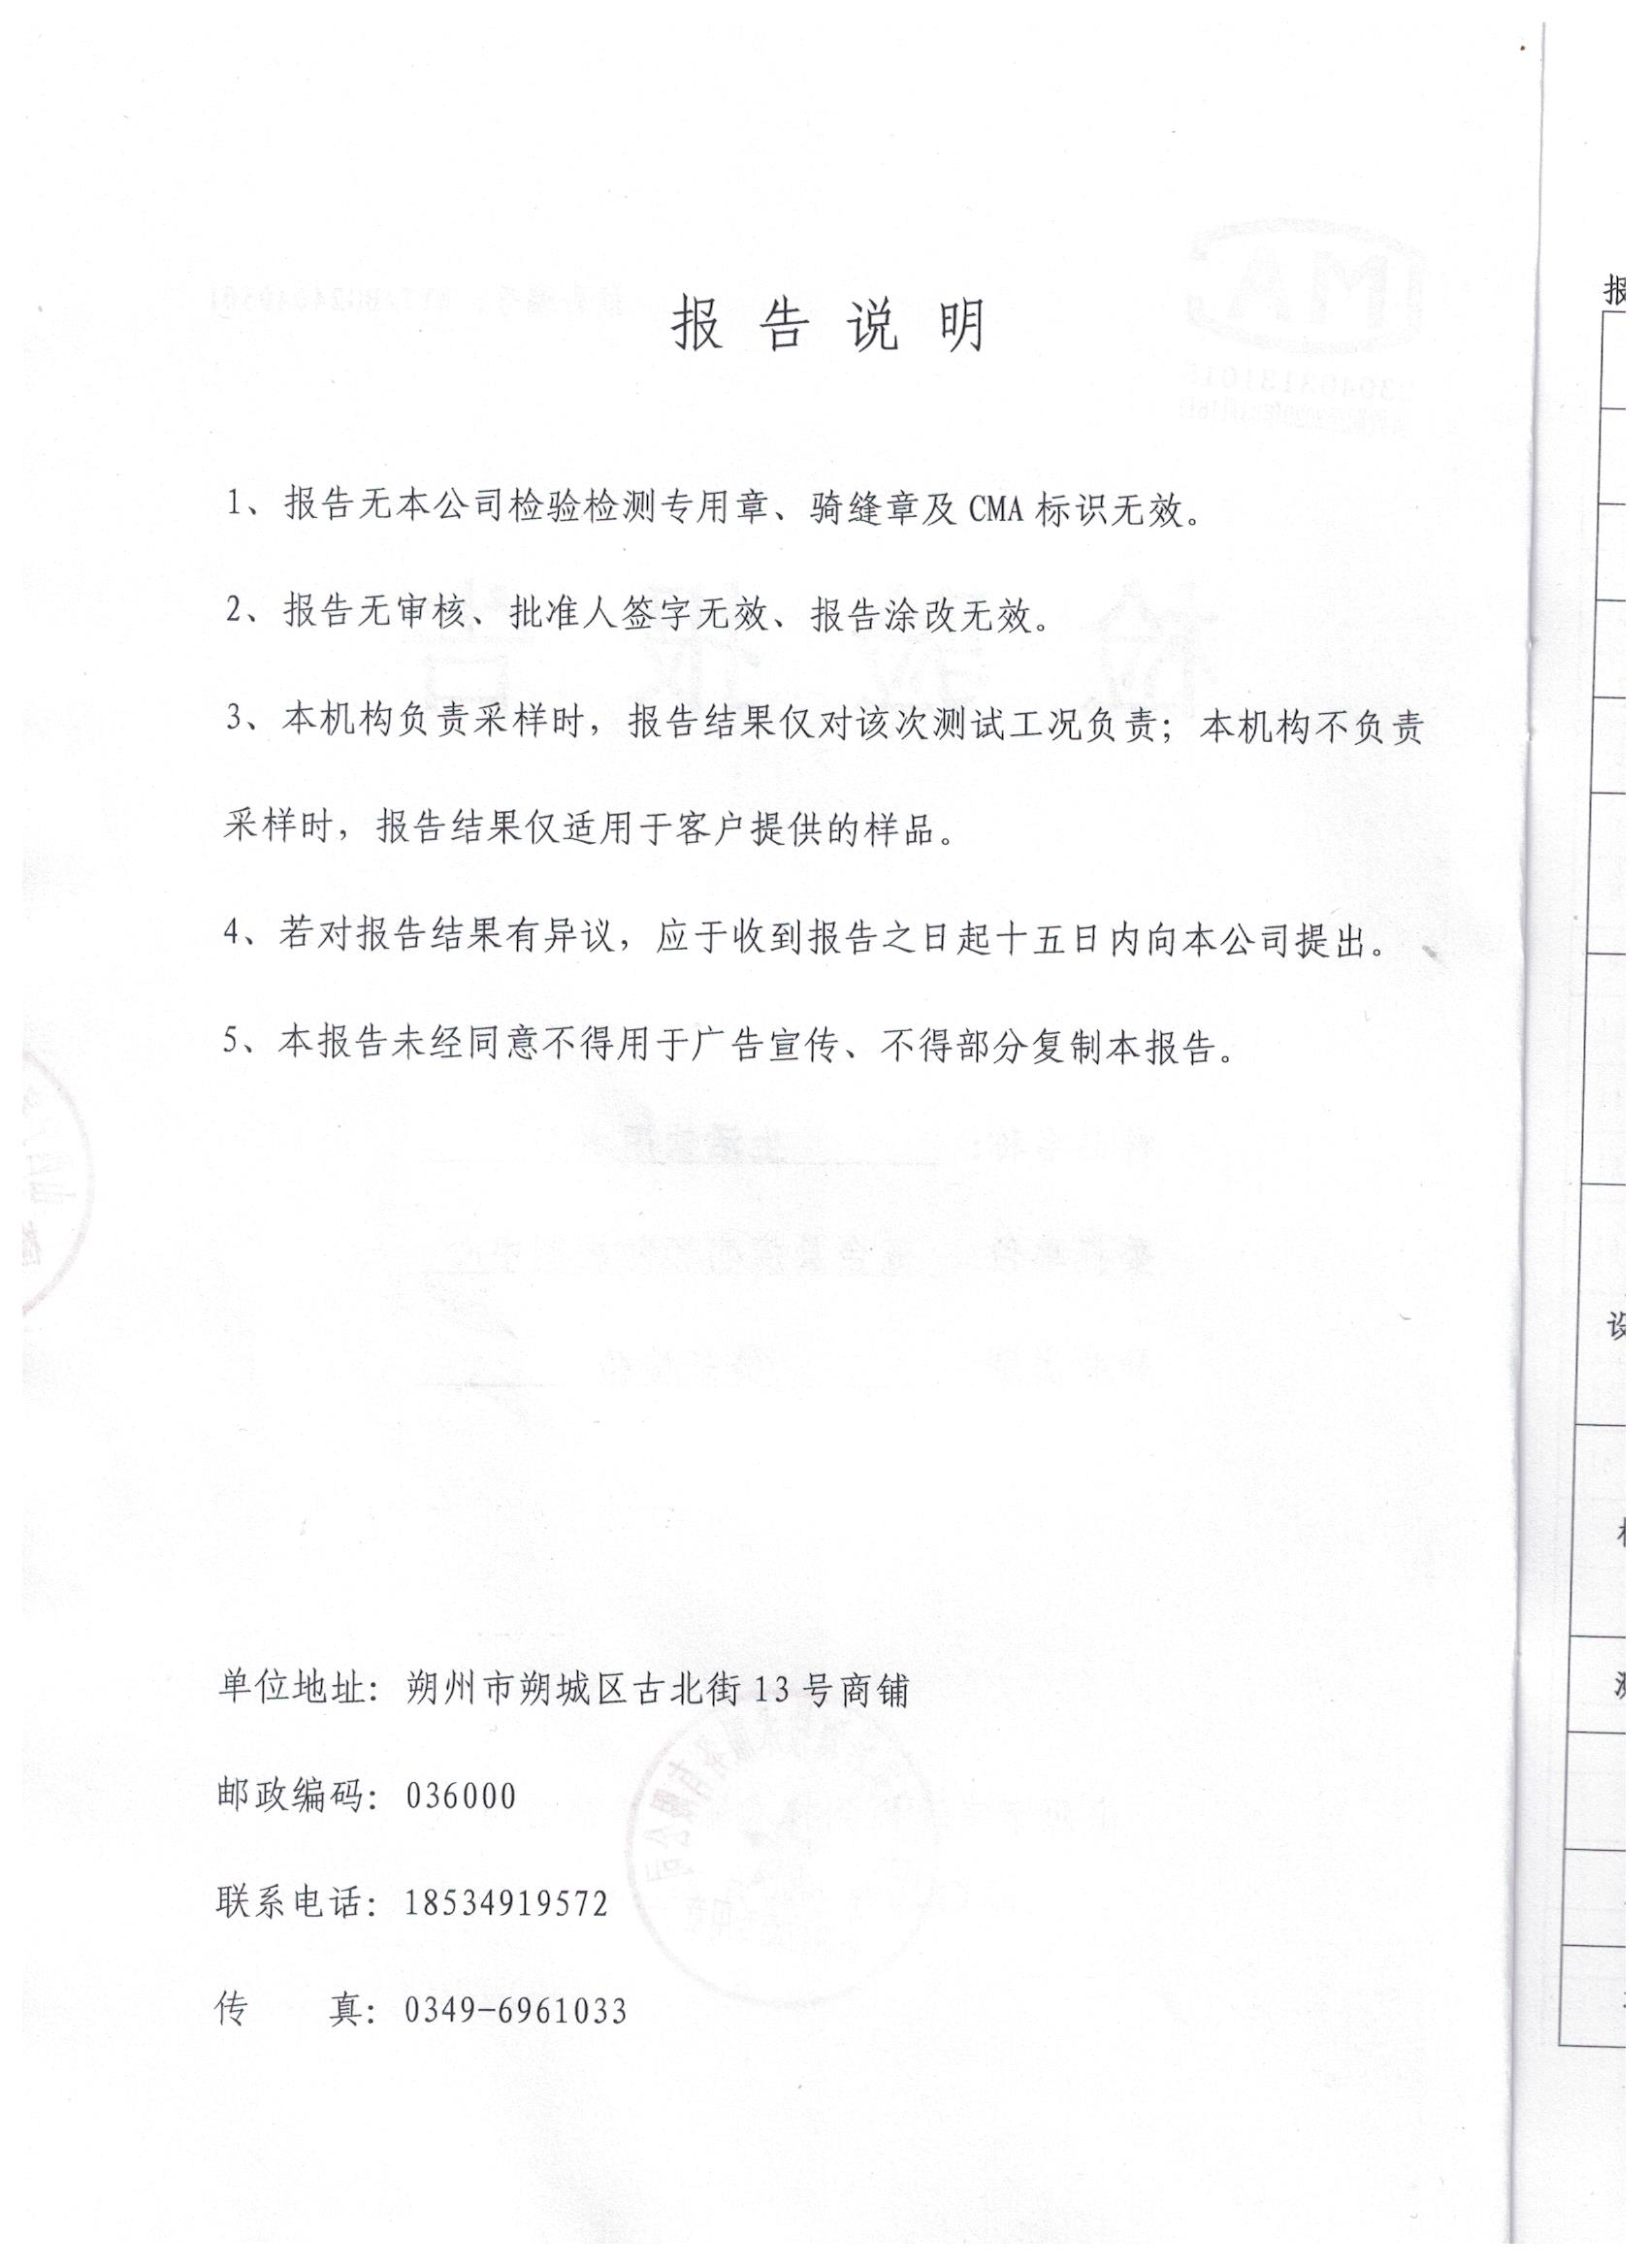 报告说明
1、报告无本公司检验检测专用章、骑缝章及 CMA 标识无效。
2、报告无审核、批准人签字无效、报告涂改无效。
3、本机构负责采样时，报告结果仅对该次测试工况负责；本机构不负责
采样时，报告结果仅适用于客户提供的样品。
4、若对报告结果有异议，应于收到报告之日起十五日内向本公司提出。
5、本报告未经同意不得用于广告宣传、不得部分复制本报告。
单位地址：朔州市朔城区古北街 13 号商铺
邮政编码：036000
联系电话：18534919572
传 真：0349-6961033
报
设